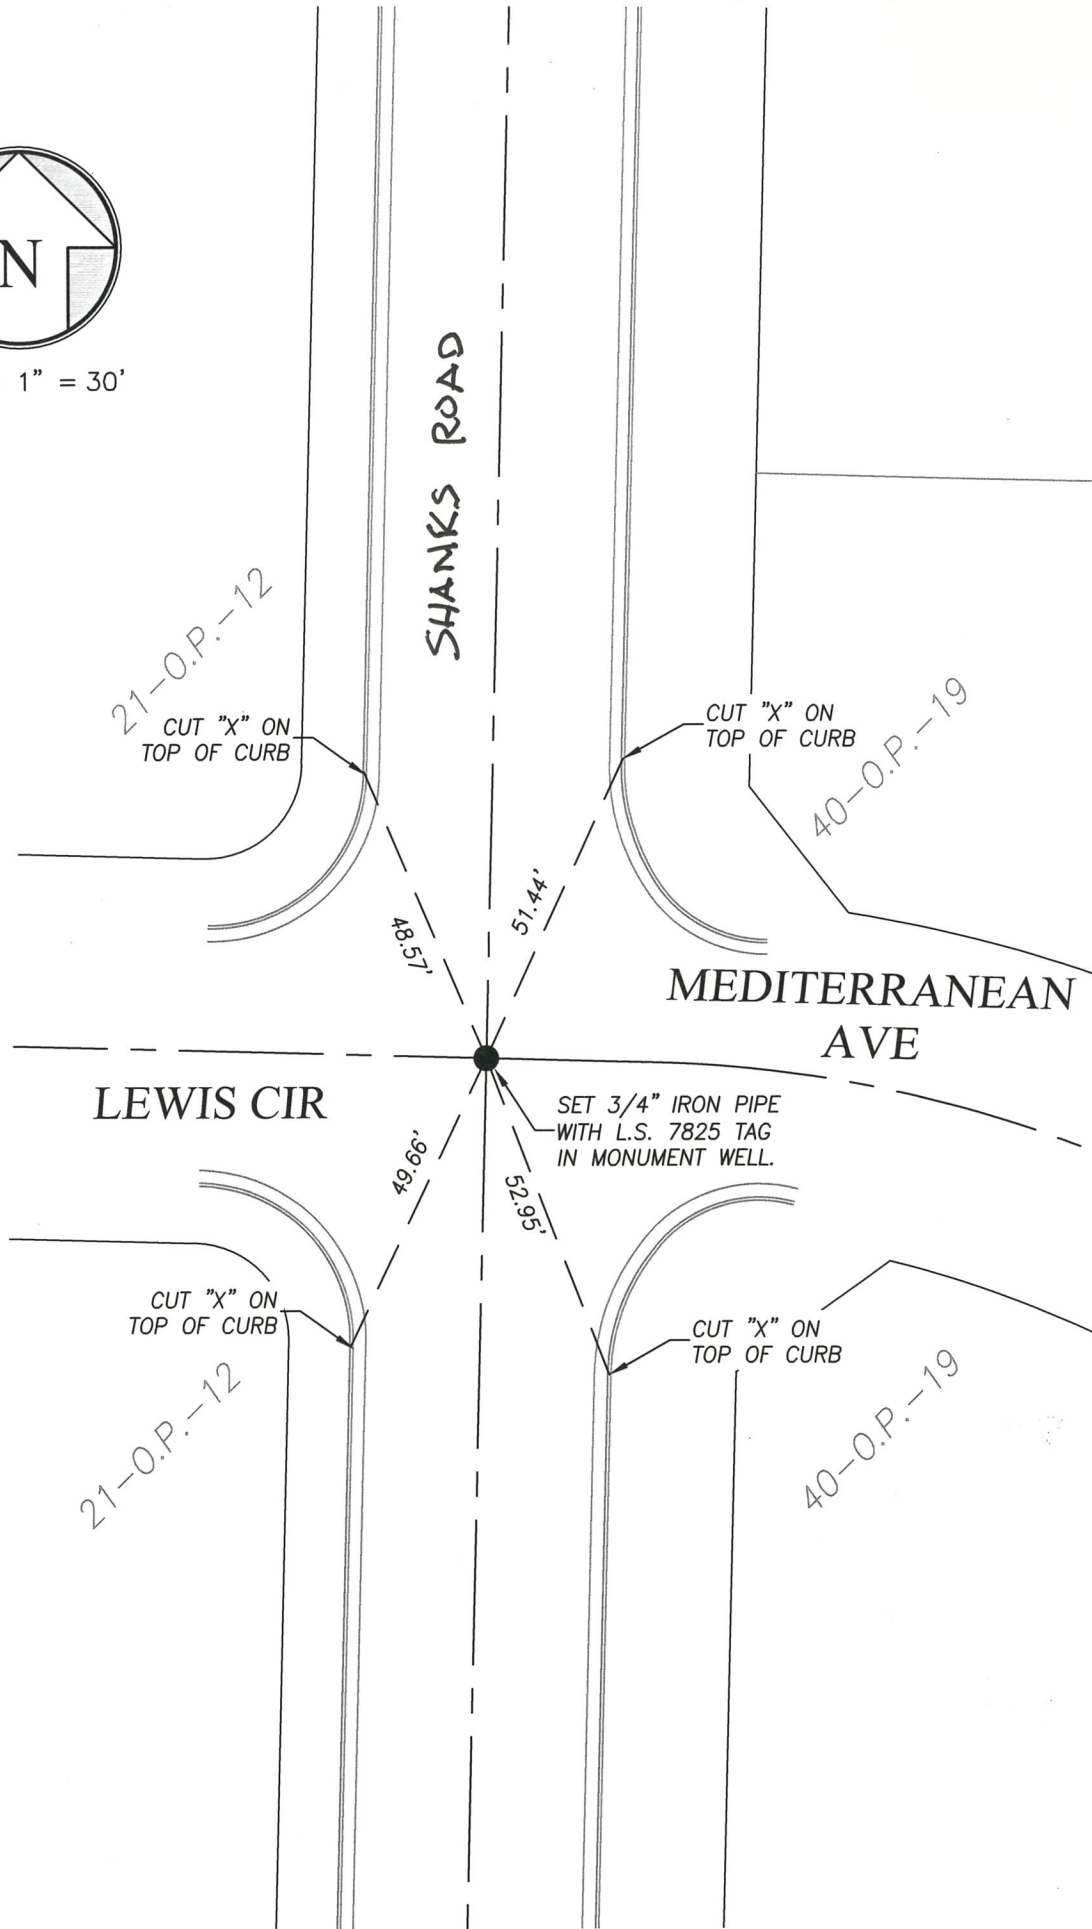 N
1" = 30'
SHANKS ROAD
21-O.P.-12
CUT "X" ON
TOP OF CURB
CUT "X" ON
TOP OF CURB
40-O.P.-19
48.57'
51.44'
MEDITERRANEAN
AVE
LEWIS CIR
SET 3/4" IRON PIPE
WITH L.S. 7825 TAG
IN MONUMENT WELL.
49.66'
52.95'
CUT "X" ON
TOP OF CURB
CUT "X" ON
TOP OF CURB
21-O.P.-12
40-O.P.-19